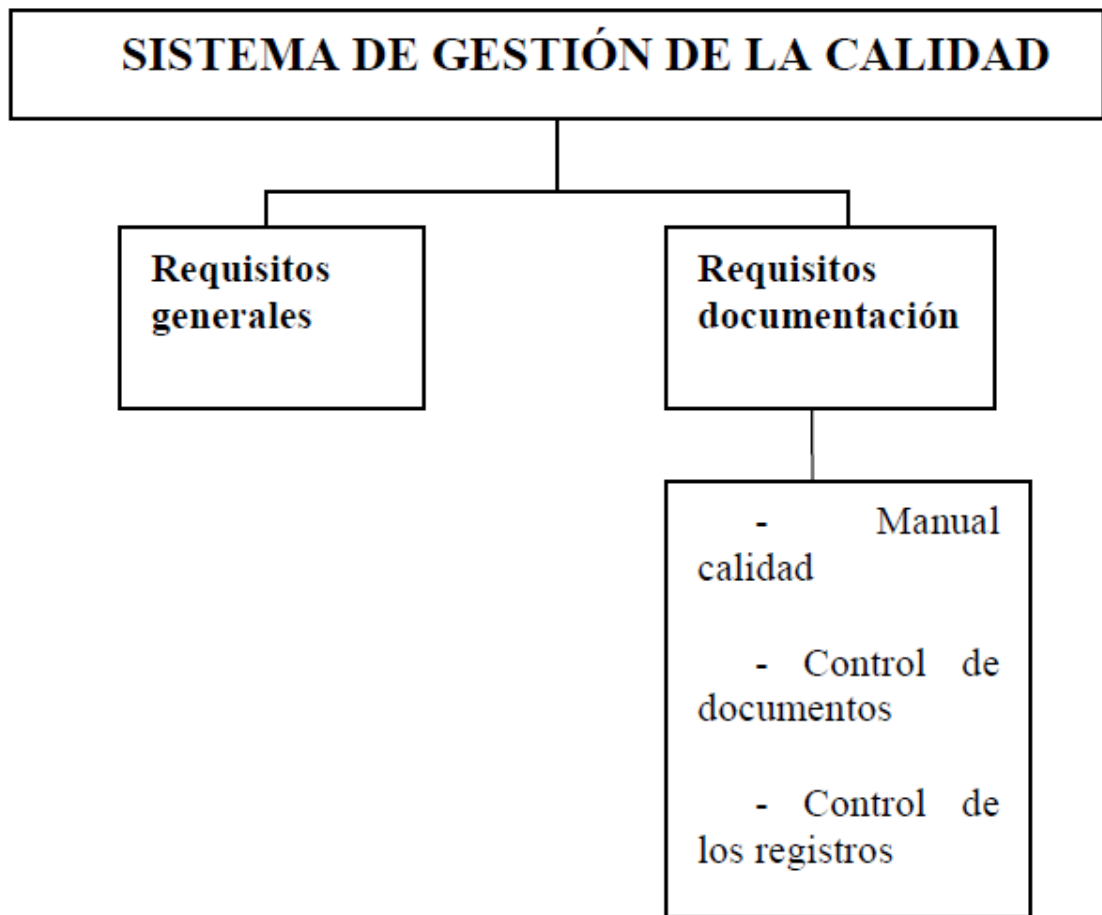 SISTEMA DE GESTIÓN DE LA CALIDAD
Requisitos
generales
Requisitos
documentación
- Manual
calidad
- Control de
documentos
- Control de
los registros